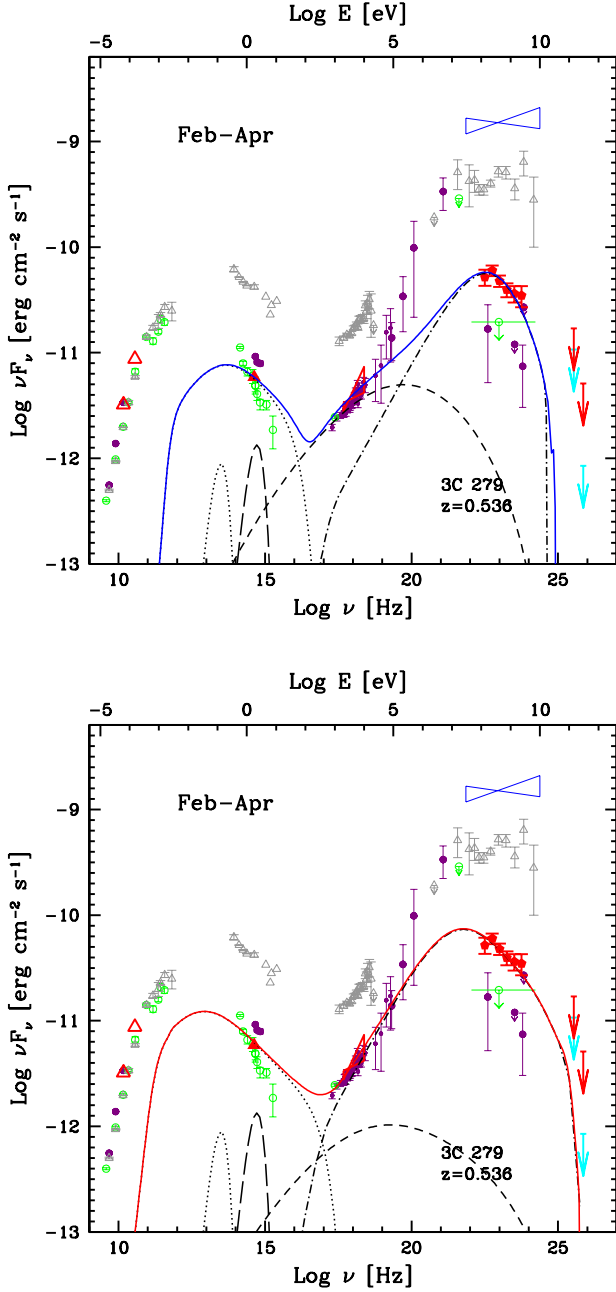 Log E [eV]
−5 0 5 10
Feb−Apr
−9
−10
−11
−12
−13
Log νFν [erg cm−2 s−1]
3C 279
z=0.536
10 15 20 25
Log ν [Hz]
Log E [eV]
−5 0 5 10
Feb−Apr
−9
−10
−11
−12
−13
Log νFν [erg cm−2 s−1]
3C 279
z=0.536
10 15 20 25
Log ν [Hz]